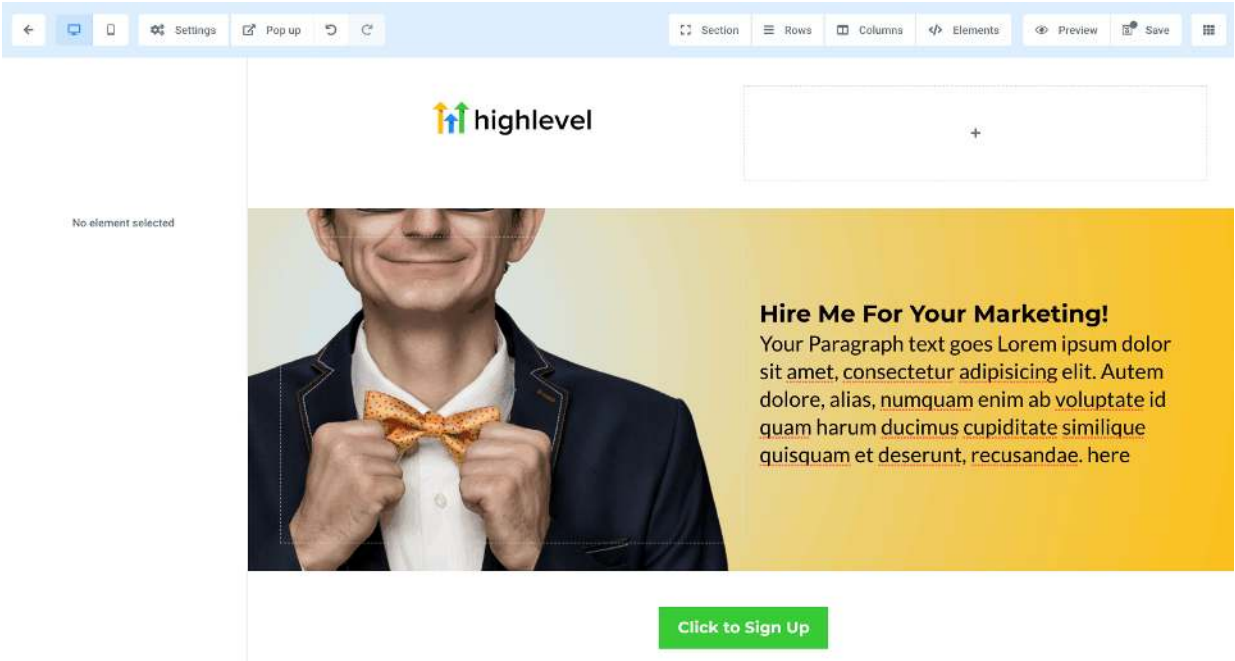 Settings
Pop up
Section
Rows
Columns
</> Elements
Preview
Save
highlevel
+
No element selected
Hire Me For Your Marketing!
Your Paragraph text goes Lorem ipsum dolor
sit amet, consectetur adipisicing elit. Autem
dolore, alias, numquam enim ab voluptate id
quam harum ducimus cupiditate similique
quisquam et deserunt, recusandae. here
Click to Sign Up